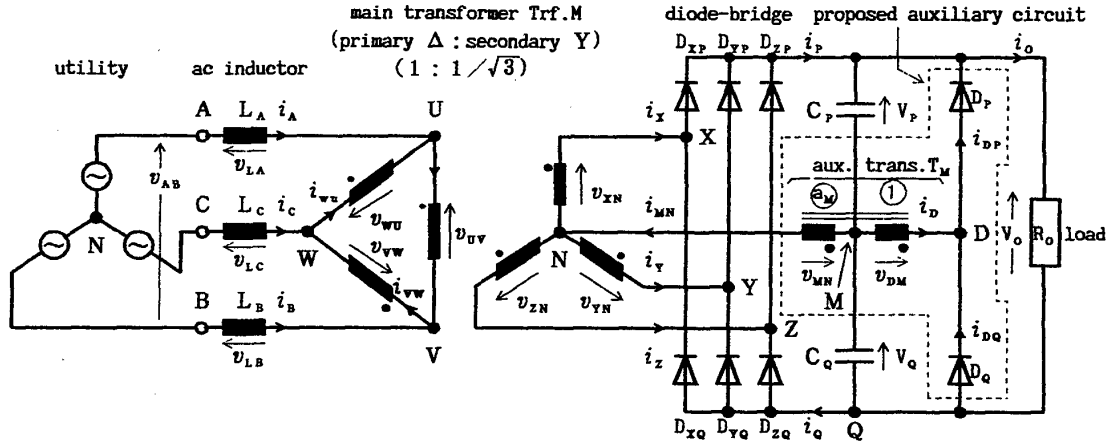 main transformer Trf.M
(primary Δ : secondary Y)
(1 : 1/√3)
diode-bridge
proposed auxiliary circuit
utility
ac inductor
D_XP D_YP D_ZP
i_P
i_O
A
L_A
i_A
U
v_LA
v_AB
C
L_C
i_C
i_wu
v_WU
v_VW
W
v_UV
N
v_LC
i_VW
B
L_B
i_B
V
v_LB
i_X
X
v_XN
i_MN
N
i_Y
Y
v_ZN
v_YN
Z
i_Z
C_P
V_P
D_P
i_DP
aux. trans.T_M
a_M
1
i_D
D
V_O
R_O
load
v_MN
v_DM
M
i_DQ
C_Q
V_Q
D_Q
D_XQ D_YQ D_ZQ
i_Q
Q